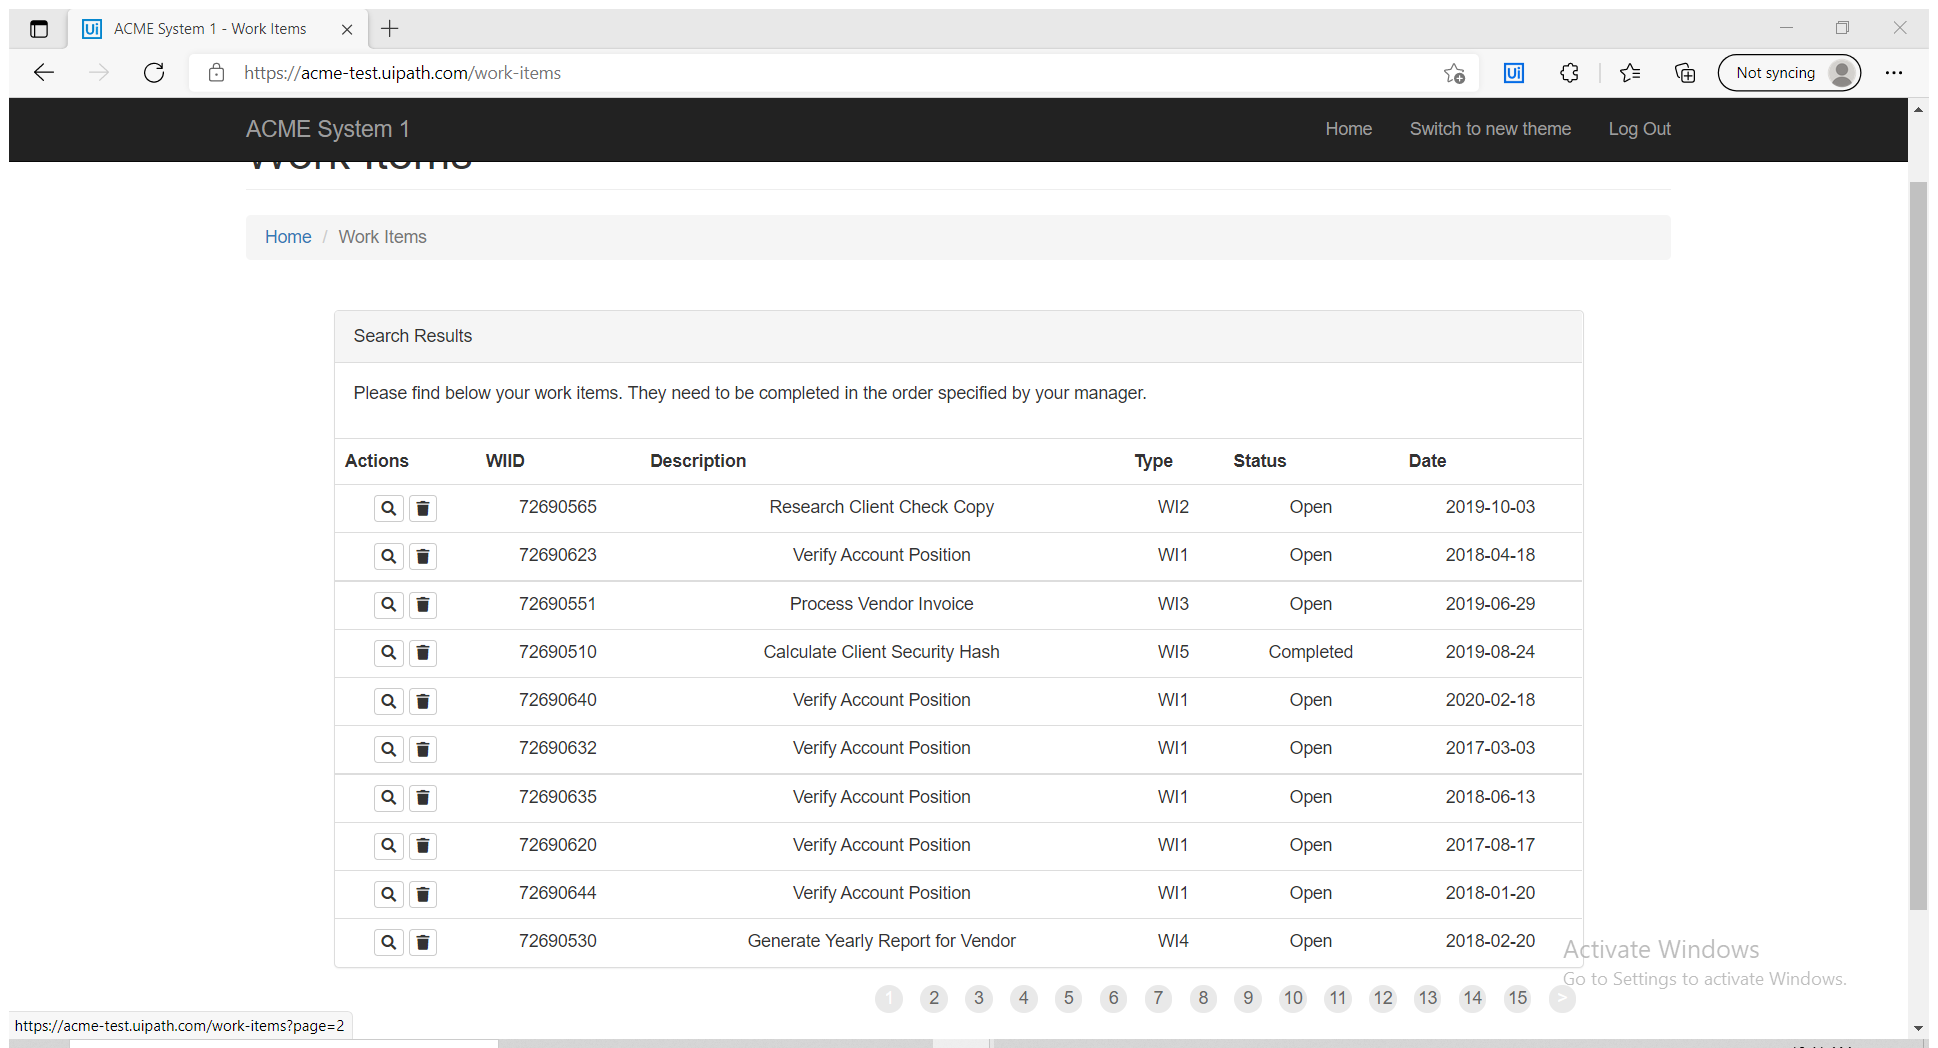 ACME System 1 - Work Items
https://acme-test.uipath.com/work-items
Not syncing
ACME System 1 Home Switch to new theme Log Out
Work Items
Home / Work Items
Search Results
Please find below your work items. They need to be completed in the order specified by your manager.
Actions WIID Description Type Status Date
72690565 Research Client Check Copy WI2 Open 2019-10-03
72690623 Verify Account Position WI1 Open 2018-04-18
72690551 Process Vendor Invoice WI3 Open 2019-06-29
72690510 Calculate Client Security Hash WI5 Completed 2019-08-24
72690640 Verify Account Position WI1 Open 2020-02-18
72690632 Verify Account Position WI1 Open 2017-03-03
72690635 Verify Account Position WI1 Open 2018-06-13
72690620 Verify Account Position WI1 Open 2017-08-17
72690644 Verify Account Position WI1 Open 2018-01-20
72690530 Generate Yearly Report for Vendor WI4 Open 2018-02-20
Activate Windows
Go to Settings to activate Windows.
1 2 3 4 5 6 7 8 9 10 11 12 13 14 15 >
https://acme-test.uipath.com/work-items?page=2